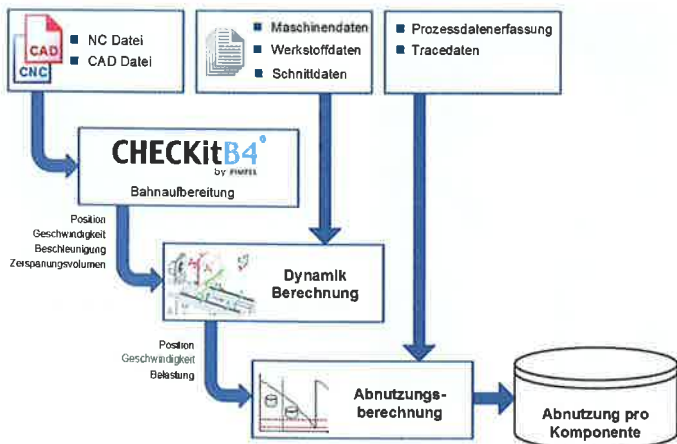 CAD
CNC
NC Datei
CAD Datei
Maschinendaten
Werkstoffdaten
Schnittdaten
Prozessdatenerfassung
Tracedaten
CHECKitB4
by PIMPEL
Bahnaufbereitung
Position
Geschwindigkeit
Beschleunigung
Zerspanungsvolumen
Dynamik
Berechnung
Position
Geschwindigkeit
Belastung
Abnutzungs-
berechnung
Abnutzung pro
Komponente